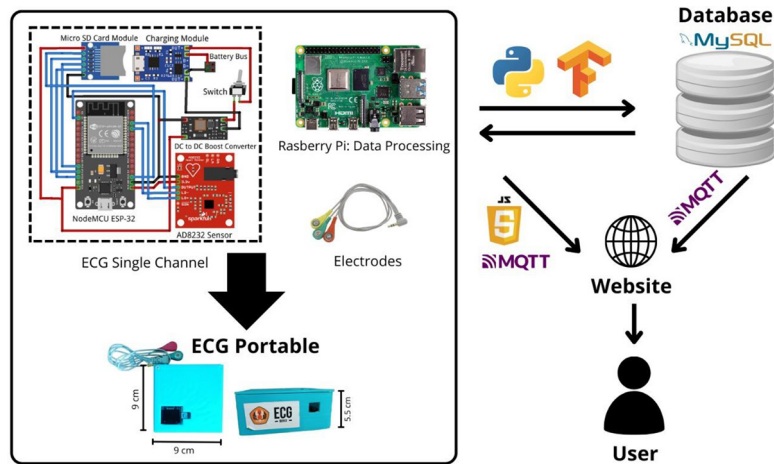 Micro SD Card Module
Charging Module
Battery Bus
Switch
DC to DC Boost Converter
NodeMCU ESP-32
AD8232 Sensor
ECG Single Channel
Rasberry Pi: Data Processing
Electrodes
ECG Portable
9 cm
9 cm
ECG
5,5 cm
Database
MySQL
JS
MQTT
MQTT
Website
User